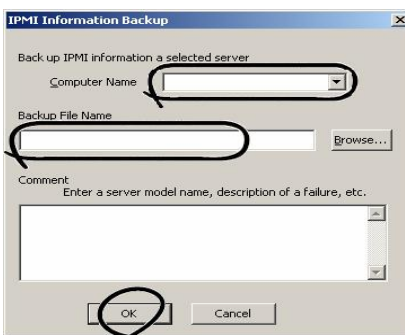 IPMI Information Backup
Back up IPMI information a selected server
Computer Name
Backup File Name
Browse...
Comment
Enter a server model name, description of a failure, etc.
OK Cancel